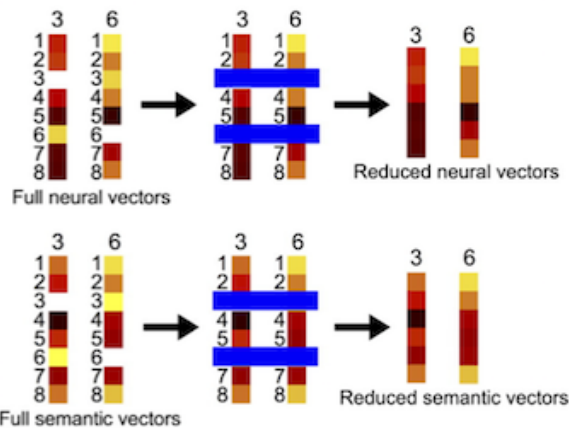 3 6 3 6
3 6
1 1 1 1
2 2 2 2
3 3
4 4 4 4
5 5 5 5
6 6
7 7 7 7
8 8 8 8
Reduced neural vectors
Full neural vectors
3 6 3 6
3 6
1 1 1 1
2 2 2 2
3 3
4 4 4 4
5 5 5 5
6 6
7 7 7 7
8 8 8 8
Reduced semantic vectors
Full semantic vectors